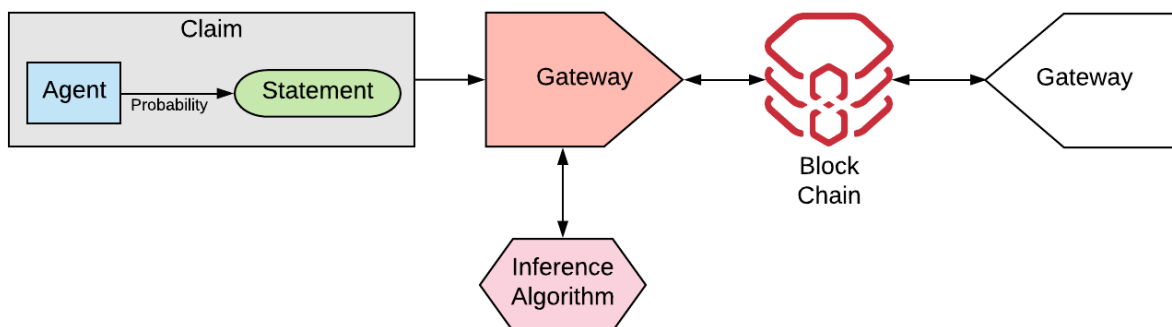 Claim
Agent
Probability
Statement
Gateway
Block
Chain
Gateway
Inference
Algorithm